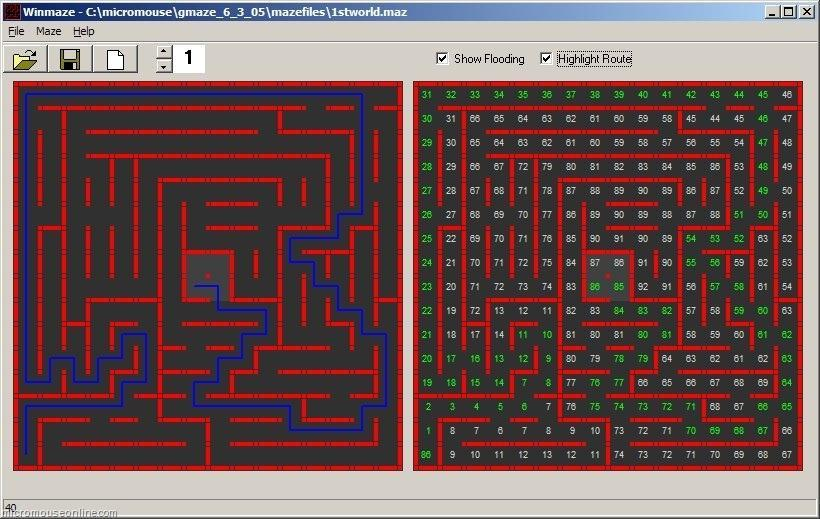 Winmaze - C:\micromouse\gmaze_6_3_05\mazefiles\1stworld.maz
File Maze Help
1 Show Flooding Highlight Route
31 32 33 34 35 36 37 38 39 40 41 42 43 44 45 46
30 31 66 65 64 63 62 61 60 59 58 45 45 44 46 47
29 30 65 64 63 62 61 60 59 58 57 56 55 54 47 48
28 29 66 67 72 79 80 81 82 83 84 85 86 53 48 49
27 28 67 68 71 78 87 88 89 88 87 86 87 52 49 50
26 27 68 69 70 77 86 89 90 89 88 87 88 51 50 51
25 22 69 70 71 76 85 90 91 90 89 54 53 52 63 52
24 21 70 71 72 75 84 87 86 91 90 55 56 59 54 53
23 20 71 72 73 74 83 86 85 92 91 56 57 58 55 54
22 19 72 13 12 11 82 83 84 83 82 57 58 59 60 55
21 18 17 14 11 10 81 80 81 80 81 58 59 60 61 62
20 17 16 13 12 9 80 79 78 79 64 63 62 61 62 63
19 18 15 14 7 8 77 76 77 66 65 66 67 68 69 64
2 3 4 5 6 7 76 75 74 73 72 71 68 67 66 65
1 8 7 6 7 8 9 10 73 72 71 70 69 68 67 66
86 9 10 11 12 13 12 11 74 73 72 71 70 69 68 67
40
micromouseonline.com